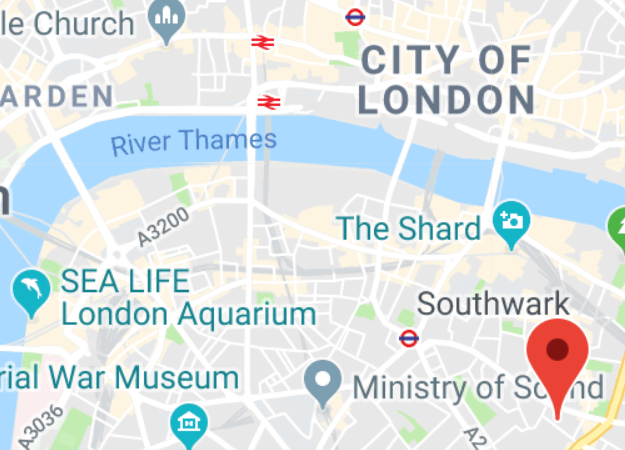 le Church
CITY OF
LONDON
ARDEN
River Thames
n
A3200
The Shard
SEA LIFE
London Aquarium
Southwark
rial War Museum
Ministry of So nd
A3036
A2